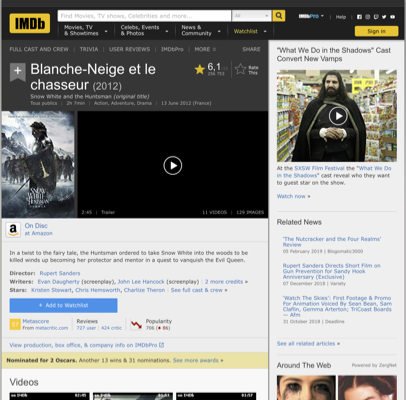 IMDb
Find Movies, TV shows, Celebrities and more...
All
IMDbPro
Help
Movies, TV
& Showtimes
Celebs, Events
& Photos
News &
Community
Watchlist
Sign in
FULL CAST AND CREW | TRIVIA | USER REVIEWS | IMDbPro | MORE
SHARE
Blanche-Neige et le
chasseur (2012)
Snow White and the Huntsman (original title)
Tous publics | 2h 7min | Action, Adventure, Drama | 13 June 2012 (France)
6,1
Rate
This
SNOW WHITE
& THE HUNTSMAN
2:45 | Trailer
11 VIDEOS | 129 IMAGES
On Disc
at Amazon
In a twist to the fairy tale, the Huntsman ordered to take Snow White into the woods to be
killed winds up becoming her protector and mentor in a quest to vanquish the Evil Queen.
Director: Rupert Sanders
Writers: Evan Daugherty (screenplay), John Lee Hancock (screenplay) | 2 more credits »
Stars: Kristen Stewart, Chris Hemsworth, Charlize Theron | See full cast & crew »
+ Add to Watchlist
Metascore
From metacritic.com
Reviews
727 user | 424 critic
Popularity
706
View production, box office, & company info on IMDbPro
Nominated for 2 Oscars. Another 13 wins & 31 nominations. See more awards »
Videos
"What We Do in the Shadows" Cast
Convert New Vamps
At the SXSW Film Festival the "What We Do
in the Shadows" cast reveal who they want
to guest star on the show.
Watch now »
Related News
'The Nutcracker and the Four Realms'
Review
05 February 2019 | Blogomatic3000
Rupert Sanders Directs Short Film on
Gun Prevention for Sandy Hook
Anniversary (Exclusive)
07 December 2018 | Variety
'Watch The Skies': First Footage & Promo
For Animation Voiced By Sean Bean, Sam
Claflin, Gemma Arterton; TriCoast Boards
— Afm
31 October 2018 | Deadline
See all related articles »
Around The Web
Powered by ZergNet